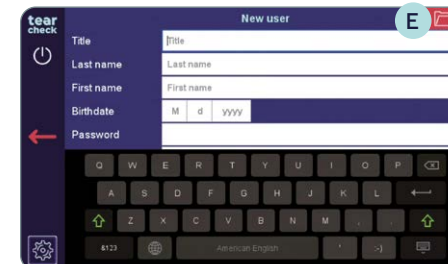 tear
check
New user
E
Title
Title
Last name
Last name
First name
First name
Birthdate
M d yyyy
Password
Q W E R T Y U I O P
A S D F G H J K L
Z X C V B N M , .
&123 American English ' :-)